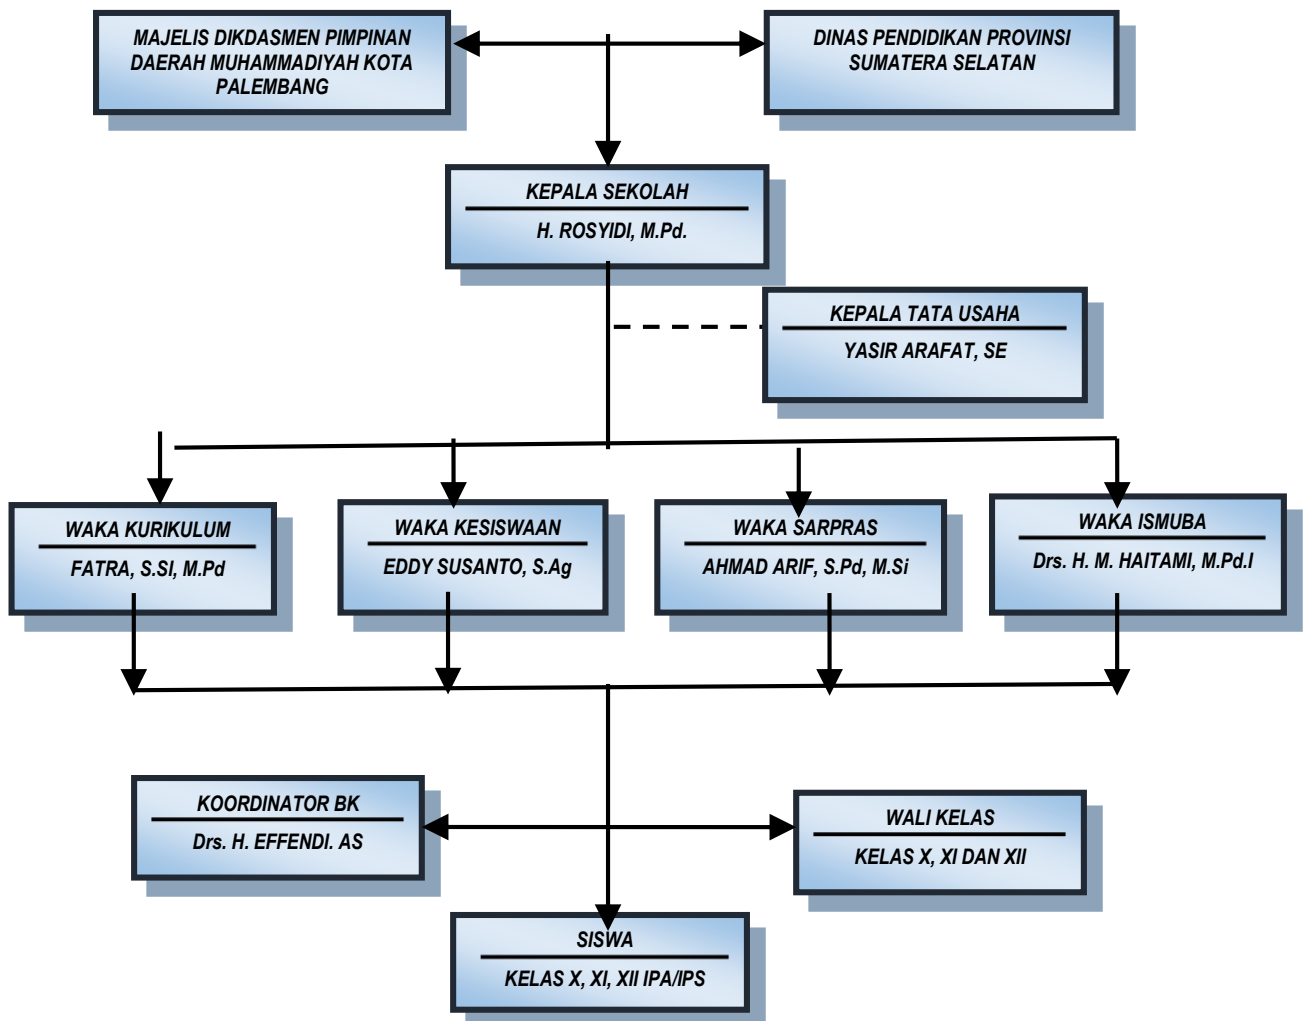 MAJELIS DIKDASMEN PIMPINAN
DAERAH MUHAMMADIYAH KOTA
PALEMBANG
DINAS PENDIDIKAN PROVINSI
SUMATERA SELATAN
KEPALA SEKOLAH
H. ROSYIDI, M.Pd.
KEPALA TATA USAHA
YASIR ARAFAT, SE
WAKA KURIKULUM
FATRA, S.SI, M.Pd
WAKA KESISWAAN
EDDY SUSANTO, S.Ag
WAKA SARPRAS
AHMAD ARIF, S.Pd, M.Si
WAKA ISMUBA
Drs. H. M. HAITAMI, M.Pd.I
KOORDINATOR BK
Drs. H. EFFENDI. AS
WALI KELAS
KELAS X, XI DAN XII
SISWA
KELAS X, XI, XII IPA/IPS